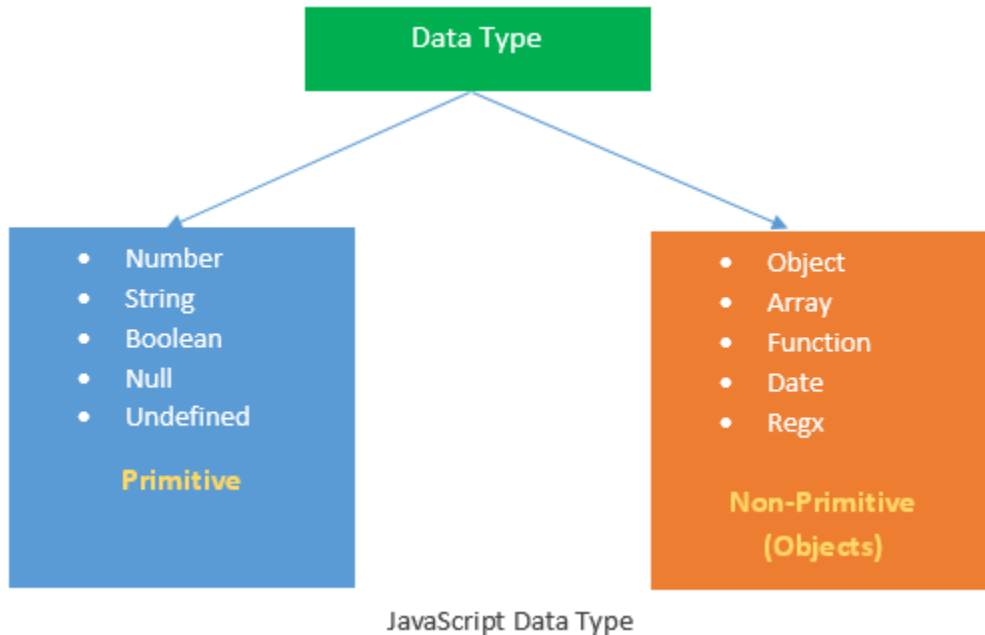 Data Type
• Number
• String
• Boolean
• Null
• Undefined
Primitive
• Object
• Array
• Function
• Date
• Regx
Non-Primitive
(Objects)
JavaScript Data Type